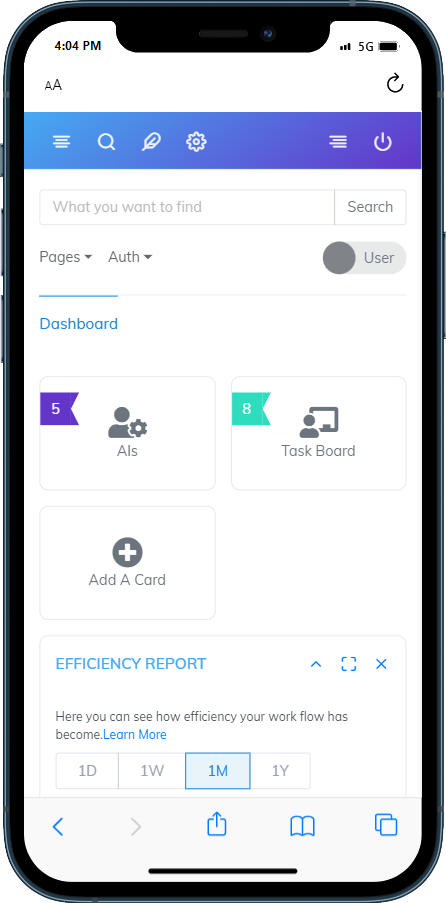 4:04 PM 5G
AA
What you want to find Search
Pages Auth User
Dashboard
5 8
AIs Task Board
Add A Card
EFFICIENCY REPORT
Here you can see how efficiency your work flow has
become.Learn More
1D 1W 1M 1Y